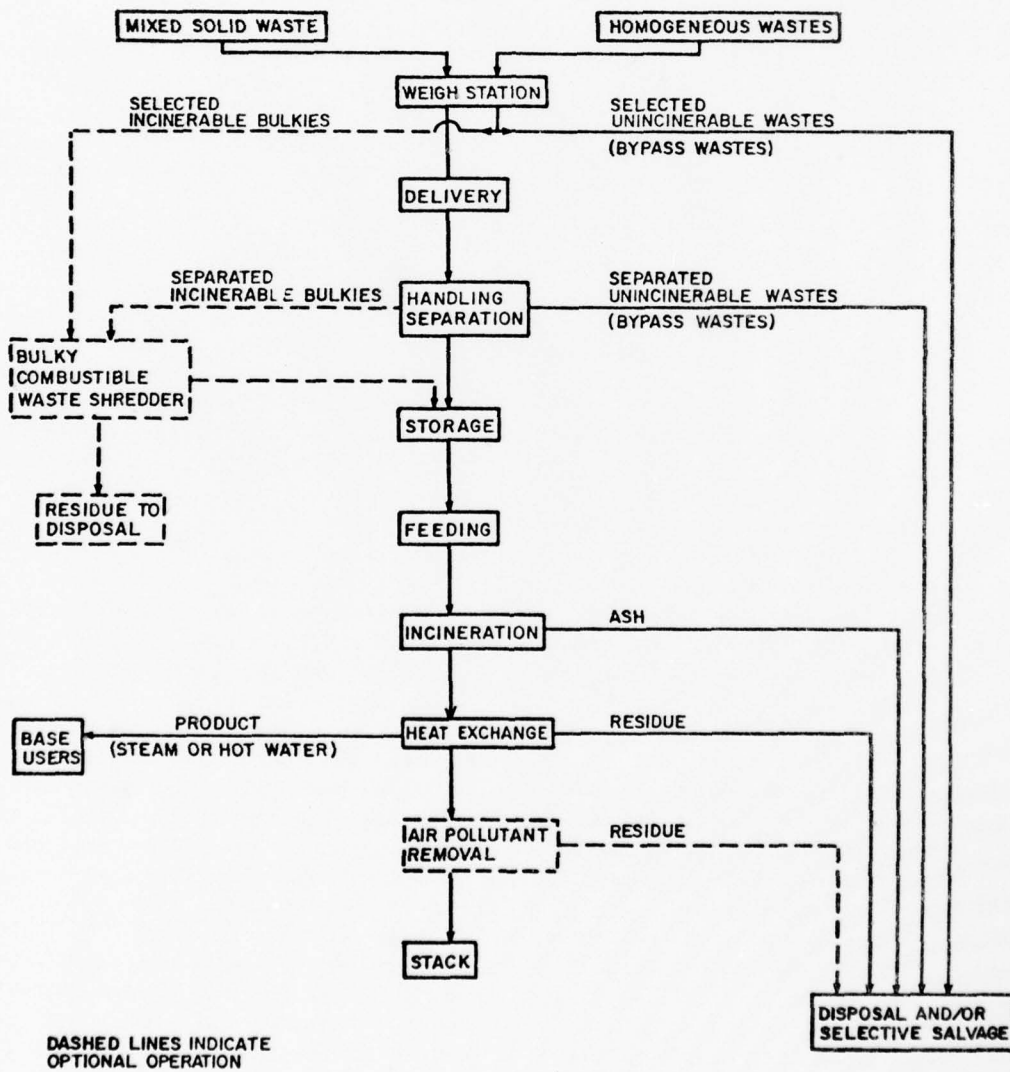 MIXED SOLID WASTE
HOMOGENEOUS WASTES
WEIGH STATION
SELECTED
INCINERABLE BULKIES
SELECTED
UNINCINERABLE WASTES
(BYPASS WASTES)
DELIVERY
SEPARATED
INCINERABLE BULKIES
HANDLING
SEPARATION
SEPARATED
UNINCINERABLE WASTES
(BYPASS WASTES)
BULKY
COMBUSTIBLE
WASTE SHREDDER
STORAGE
RESIDUE TO
DISPOSAL
FEEDING
INCINERATION
ASH
BASE
USERS
PRODUCT
(STEAM OR HOT WATER)
HEAT EXCHANGE
RESIDUE
AIR POLLUTANT
REMOVAL
RESIDUE
STACK
DISPOSAL AND/OR
SELECTIVE SALVAGE
DASHED LINES INDICATE
OPTIONAL OPERATION